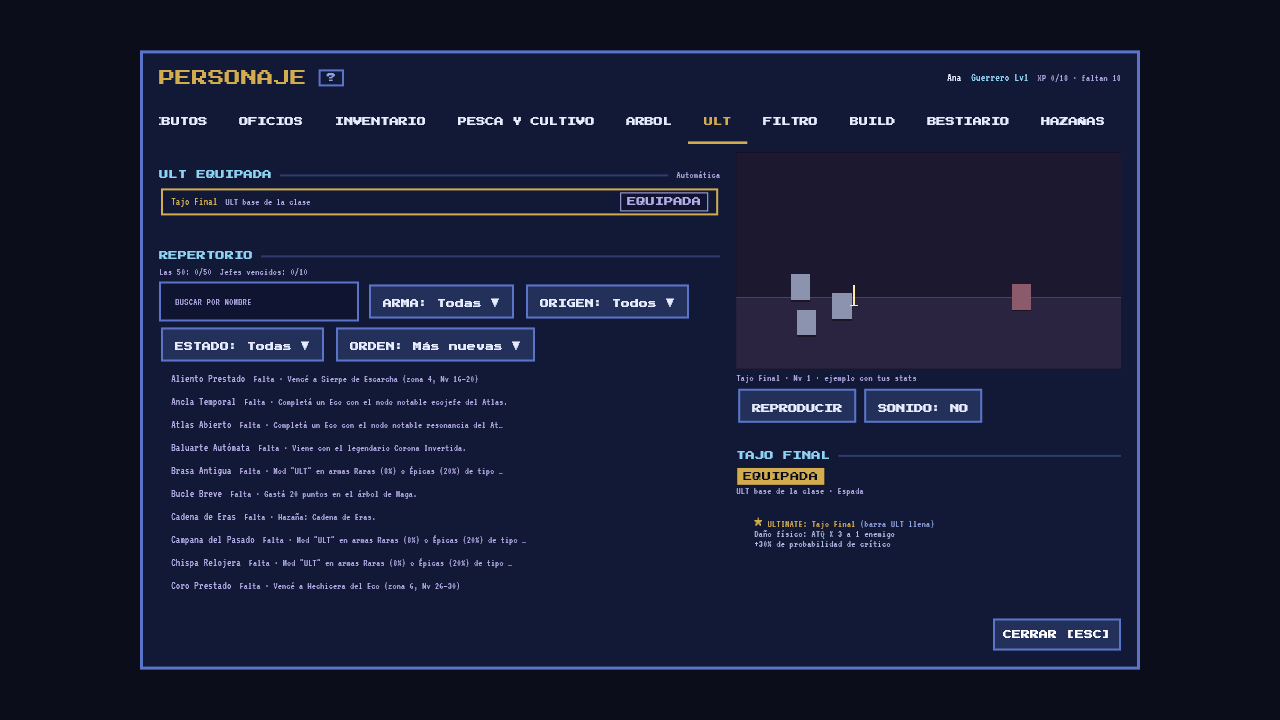 PERSONAJE ?
Ana Guerrero Lv1 XP 0/10 · faltan 10
BUTOS OFICIOS INVENTARIO PESCA Y CULTIVO ARBOL ULT FILTRO BUILD BESTIARIO HAZAÑAS
ULT EQUIPADA Automática
Tajo Final ULT base de la clase EQUIPADA
REPERTORIO
Las 50: 0/50 Jefes vencidos: 0/10
BUSCAR POR NOMBRE ARMA: Todas ▼ ORIGEN: Todos ▼
ESTADO: Todas ▼ ORDEN: Más nuevas ▼
Aliento Prestado Falta · Vencé a Sierpe de Escarcha (zona 4, Nv 16-20)
Ancla Temporal Falta · Completá un Eco con el nodo notable ecojefe del Atlas.
Atlas Abierto Falta · Completá un Eco con el nodo notable resonancia del At…
Baluarte Autómata Falta · Viene con el legendario Corona Invertida.
Brasa Antigua Falta · Mod "ULT" en armas Raras (8%) o Épicas (20%) de tipo …
Bucle Breve Falta · Gastá 20 puntos en el árbol de Maga.
Cadena de Eras Falta · Hazaña: Cadena de Eras.
Campana del Pasado Falta · Mod "ULT" en armas Raras (8%) o Épicas (20%) de tipo …
Chispa Relojera Falta · Mod "ULT" en armas Raras (8%) o Épicas (20%) de tipo …
Coro Prestado Falta · Vencé a Hechicera del Eco (zona 6, Nv 26-30)
Tajo Final · Nv 1 · ejemplo con tus stats
REPRODUCIR SONIDO: NO
TAJO FINAL
EQUIPADA
ULT base de la clase · Espada
★ ULTIMATE: Tajo Final (barra ULT llena)
Daño físico: ATQ X 3 a 1 enemigo
+30% de probabilidad de crítico
CERRAR [ESC]